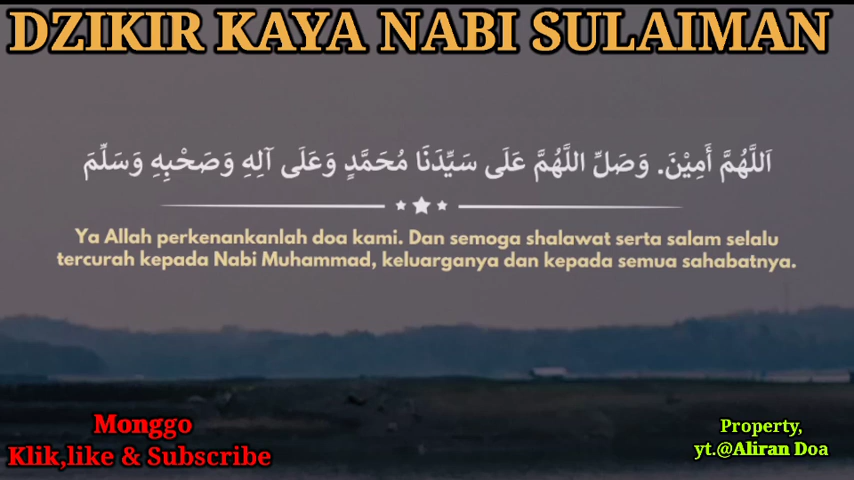 DZIKIR KAYA NABI SULAIMAN
اَللَّهُمَّ أَمِيْنَ. وَصَلِّ اللَّهُمَّ عَلَى سَيِّدَنَا مُحَمَّدٍ وَعَلَى آلِهِ وَصَحْبِهِ وَسَلِّمَ
Ya Allah perkenankanlah doa kami. Dan semoga shalawat serta salam selalu
tercurah kepada Nabi Muhammad, keluarganya dan kepada semua sahabatnya.
Monggo
Klik,like & Subscribe
Property,
yt.@Aliran Doa